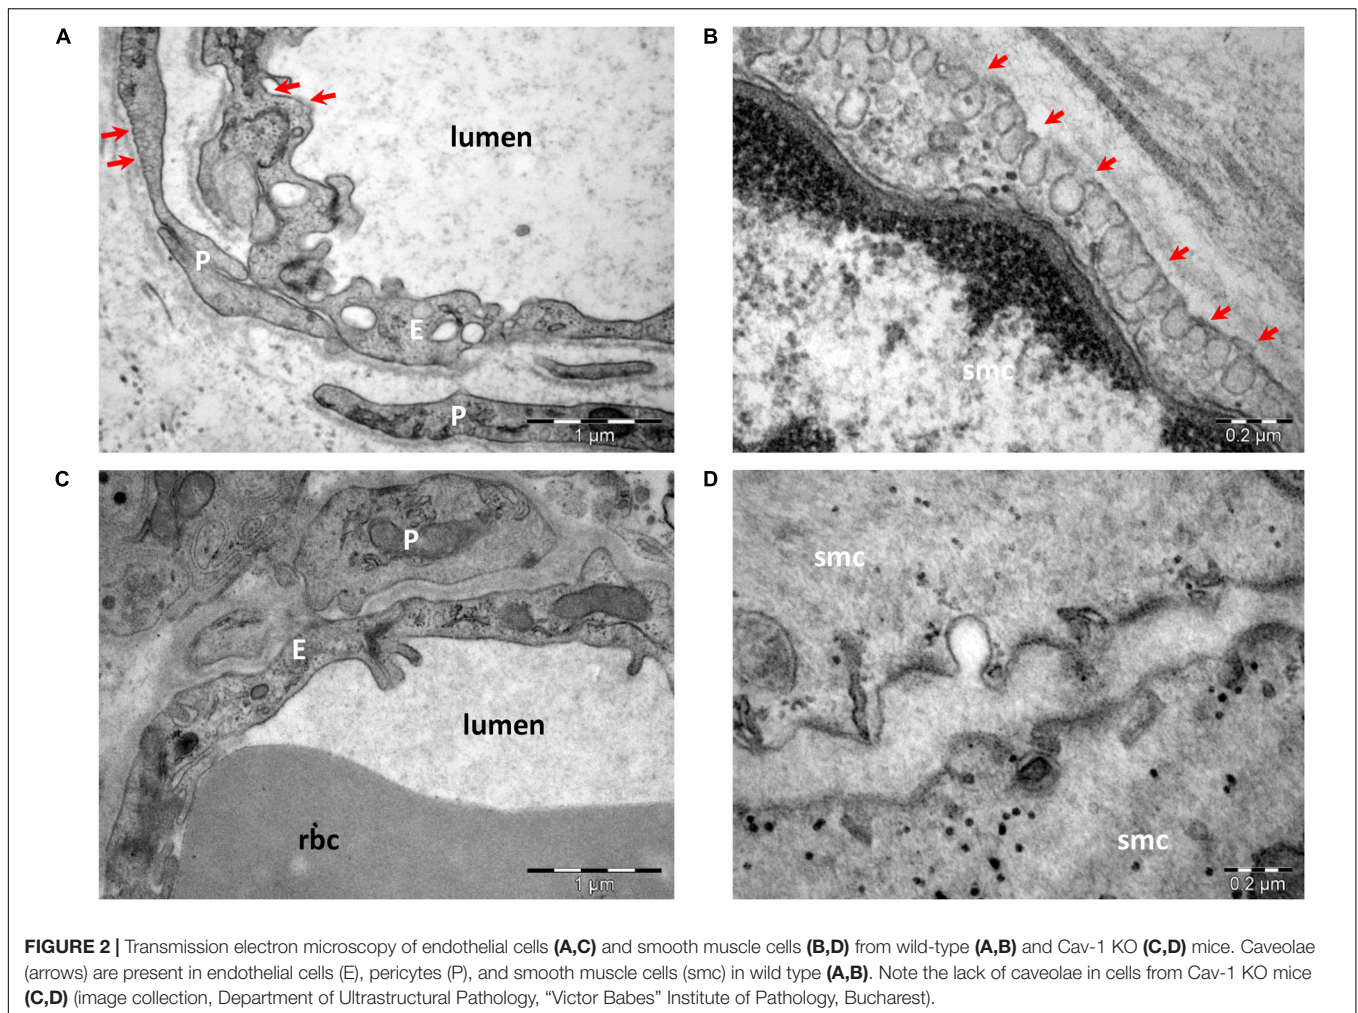 A
B
lumen
P
E
P
1 µm
smc
0.2 µm
C
D
P
smc
E
lumen
rbc
smc
1 µm
0.2 µm
FIGURE 2 | Transmission electron microscopy of endothelial cells (A,C) and smooth muscle cells (B,D) from wild-type (A,B) and Cav-1 KO (C,D) mice. Caveolae
(arrows) are present in endothelial cells (E), pericytes (P), and smooth muscle cells (smc) in wild type (A,B). Note the lack of caveolae in cells from Cav-1 KO mice
(C,D) (image collection, Department of Ultrastructural Pathology, “Victor Babes” Institute of Pathology, Bucharest).